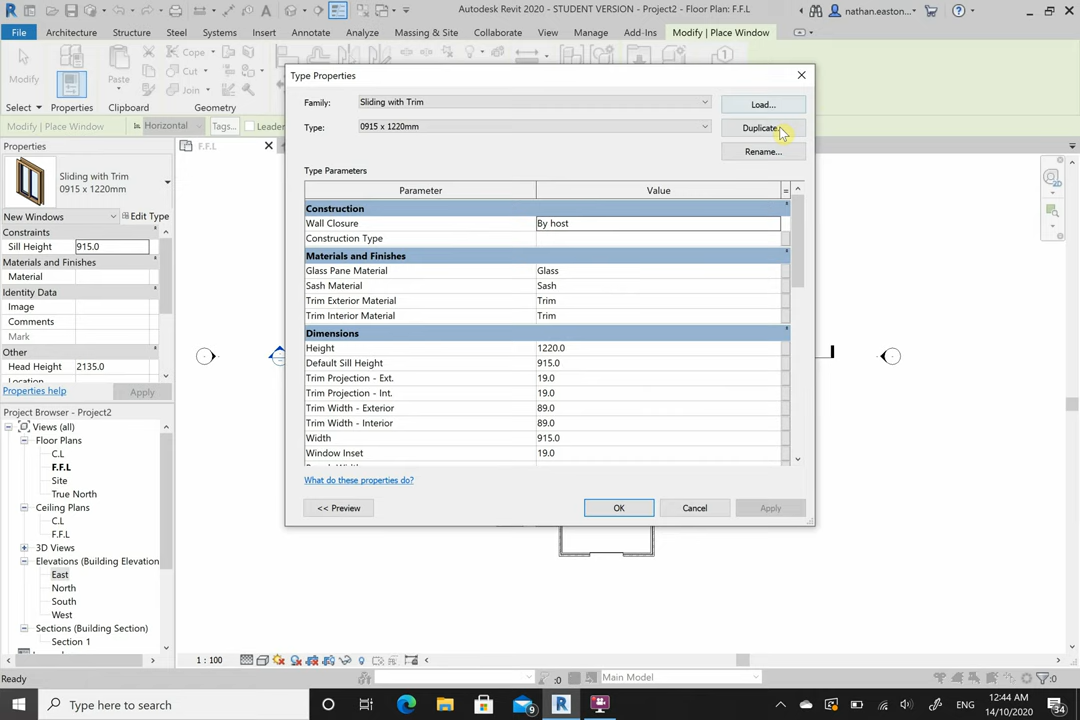 Autodesk Revit 2020 - STUDENT VERSION - Project2 - Floor Plan: F.F.L
nathan.easton...
File Architecture Structure Steel Systems Insert Annotate Analyze Massing & Site Collaborate View Manage Add-Ins Modify | Place Window
Modify
Paste
Cope
Cut
Join
Select Properties Clipboard Geometry
Modify | Place Window Horizontal Tags... Leader
Properties
F.F.L
Sliding with Trim
0915 x 1220mm
New Windows Edit Type
Constraints
Sill Height 915.0
Materials and Finishes
Material
Identity Data
Image
Comments
Mark
Other
Head Height 2135.0
Location
Properties help Apply
Project Browser - Project2
Views (all)
Floor Plans
C.L
F.F.L
Site
True North
Ceiling Plans
C.L
F.F.L
3D Views
Elevations (Building Elevation
East
North
South
West
Sections (Building Section)
Section 1
Type Properties
Family: Sliding with Trim Load...
Type: 0915 x 1220mm Duplicate...
Rename...
Type Parameters
Parameter Value =
Construction
Wall Closure By host
Construction Type
Materials and Finishes
Glass Pane Material Glass
Sash Material Sash
Trim Exterior Material Trim
Trim Interior Material Trim
Dimensions
Height 1220.0
Default Sill Height 915.0
Trim Projection - Ext. 19.0
Trim Projection - Int. 19.0
Trim Width - Exterior 89.0
Trim Width - Interior 89.0
Width 915.0
Window Inset 19.0
What do these properties do?
<< Preview OK Cancel Apply
1 : 100
Ready
:0 Main Model :0
Type here to search
9
ENG
12:44 AM
14/10/2020
34